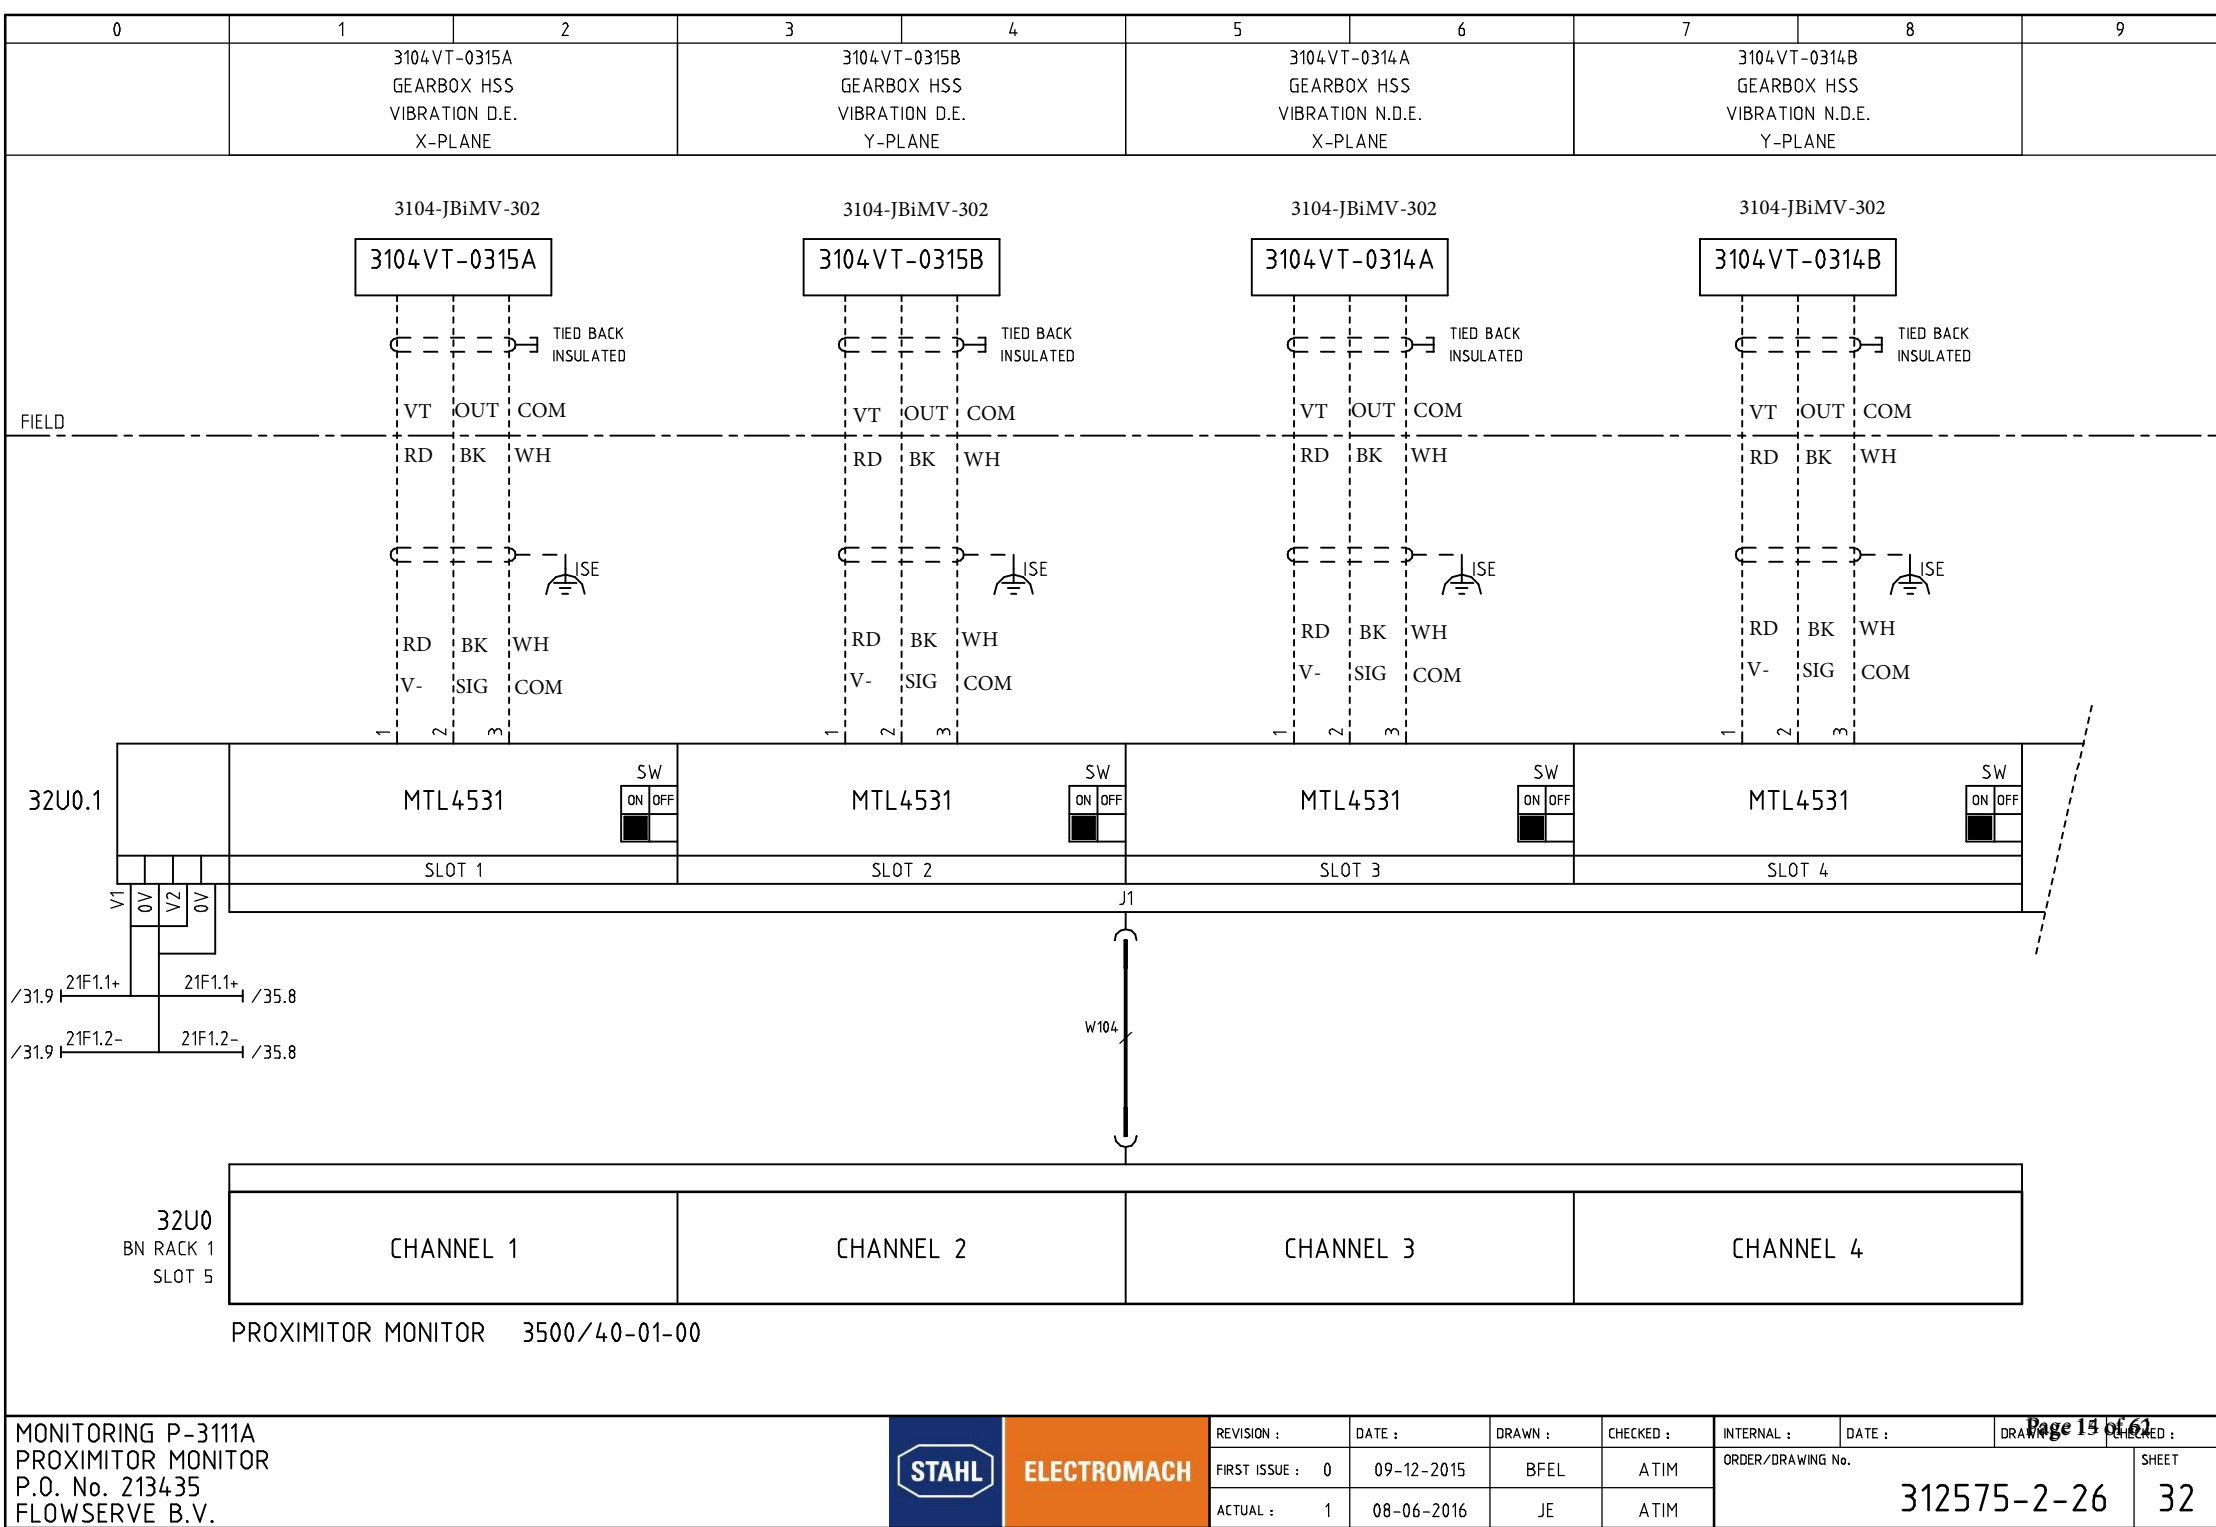 0 1 2 3 4 5 6 7 8 9
3104VT-0315A 3104VT-0315B 3104VT-0314A 3104VT-0314B
GEARBOX HSS GEARBOX HSS GEARBOX HSS GEARBOX HSS
VIBRATION D.E. VIBRATION D.E. VIBRATION N.D.E. VIBRATION N.D.E.
X-PLANE Y-PLANE X-PLANE Y-PLANE
3104-JBiMV-302 3104-JBiMV-302 3104-JBiMV-302 3104-JBiMV-302
3104VT-0315A 3104VT-0315B 3104VT-0314A 3104VT-0314B
TIED BACK TIED BACK TIED BACK TIED BACK
INSULATED INSULATED INSULATED INSULATED
VT OUT COM VT OUT COM VT OUT COM VT OUT COM
FIELD
RD BK WH RD BK WH RD BK WH RD BK WH
ISE ISE ISE ISE
RD BK WH RD BK WH RD BK WH RD BK WH
V- SIG COM V- SIG COM V- SIG COM V- SIG COM
1 2 3 1 2 3 1 2 3 1 2 3
SW SW SW SW
32U0.1 MTL4531 ON OFF MTL4531 ON OFF MTL4531 ON OFF MTL4531 ON OFF
SLOT 1 SLOT 2 SLOT 3 SLOT 4
V1 0V V2 0V J1
/31.9 21F1.1+ 21F1.1+ /35.8
W104
/31.9 21F1.2- 21F1.2- /35.8
32U0
BN RACK 1
SLOT 5
CHANNEL 1 CHANNEL 2 CHANNEL 3 CHANNEL 4
PROXIMITOR MONITOR 3500/40-01-00
MONITORING P-3111A
PROXIMITOR MONITOR
P.O. No. 213435
FLOWSERVE B.V.
STAHL ELECTROMACH
REVISION : DATE : DRAWN : CHECKED :
FIRST ISSUE : 0 09-12-2015 BFEL ATIM
ACTUAL : 1 08-06-2016 JE ATIM
INTERNAL : DATE :
ORDER/DRAWING No. SHEET
312575-2-26 32